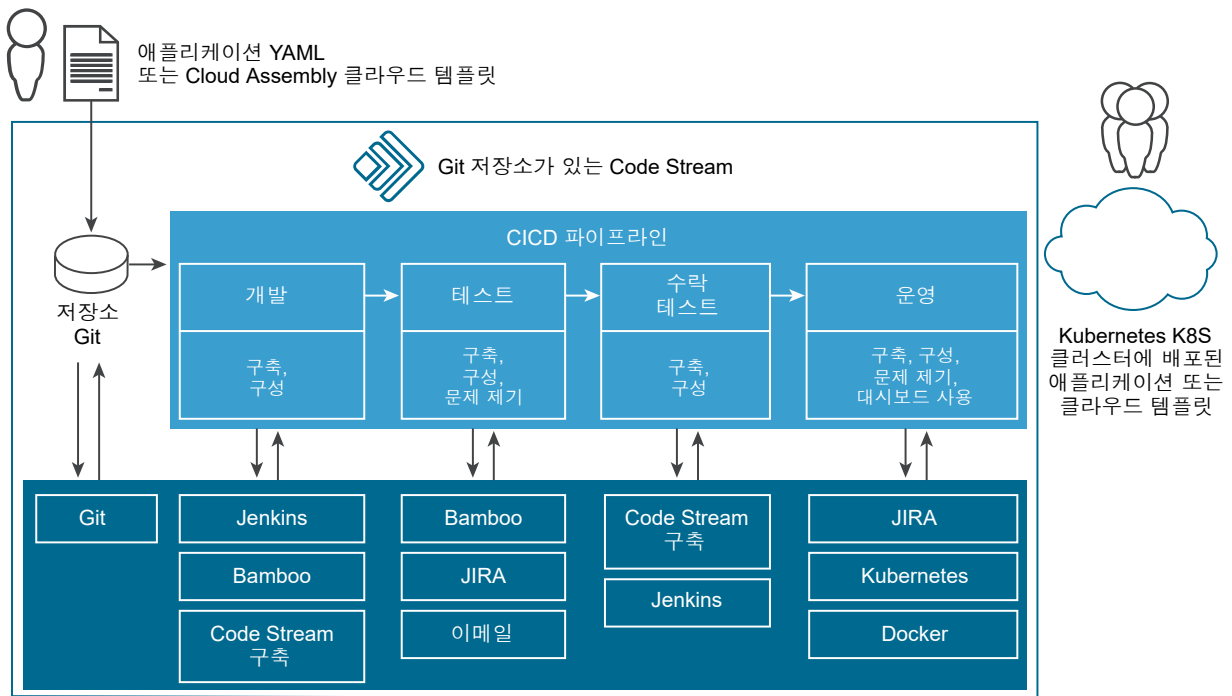 애플리케이션 YAML
또는 Cloud Assembly 클라우드 템플릿
Git 저장소가 있는 Code Stream
CICD 파이프라인
개발
테스트
수락
테스트
운영
구축,
구성
구축,
구성,
문제 제기
구축,
구성
구축, 구성,
문제 제기,
대시보드 사용
저장소
Git
Kubernetes K8S
클러스터에 배포된
애플리케이션 또는
클라우드 템플릿
Git
Jenkins
Bamboo
Code Stream
구축
Bamboo
JIRA
이메일
Code Stream
구축
Jenkins
JIRA
Kubernetes
Docker